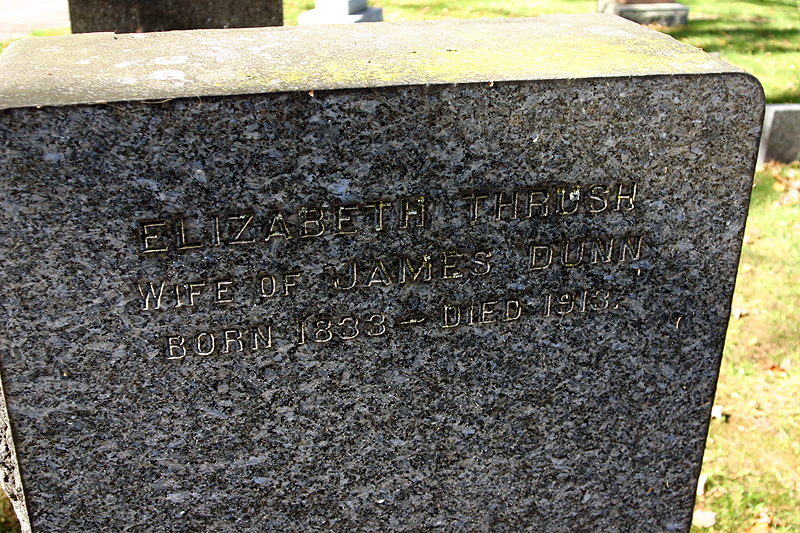 ELIZABETH THRUSH
WIFE OF JAMES DUNN
BORN 1833 - DIED 1913.